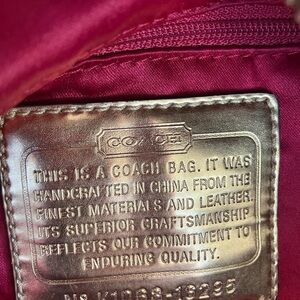 COACH
THIS IS A COACH BAG. IT WAS
HANDCRAFTED IN CHINA FROM THE
FINEST MATERIALS AND LEATHER.
ITS SUPERIOR CRAFTSMANSHIP
REFLECTS OUR COMMITMENT TO
ENDURING QUALITY.